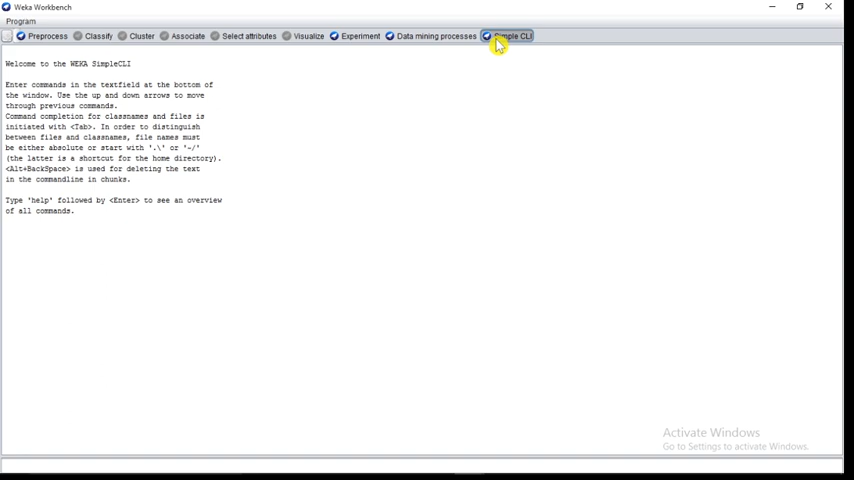 Weka Workbench
Program
Preprocess Classify Cluster Associate Select attributes Visualize Experiment Data mining processes Simple CLI
Welcome to the WEKA SimpleCLI
Enter commands in the textfield at the bottom of
the window. Use the up and down arrows to move
through previous commands.
Command completion for classnames and files is
initiated with <Tab>. In order to distinguish
between files and classnames, file names must
be either absolute or start with '.\' or '~/'
(the latter is a shortcut for the home directory).
<Alt+BackSpace> is used for deleting the text
in the commandline in chunks.
Type 'help' followed by <Enter> to see an overview
of all commands.
Activate Windows
Go to Settings to activate Windows.